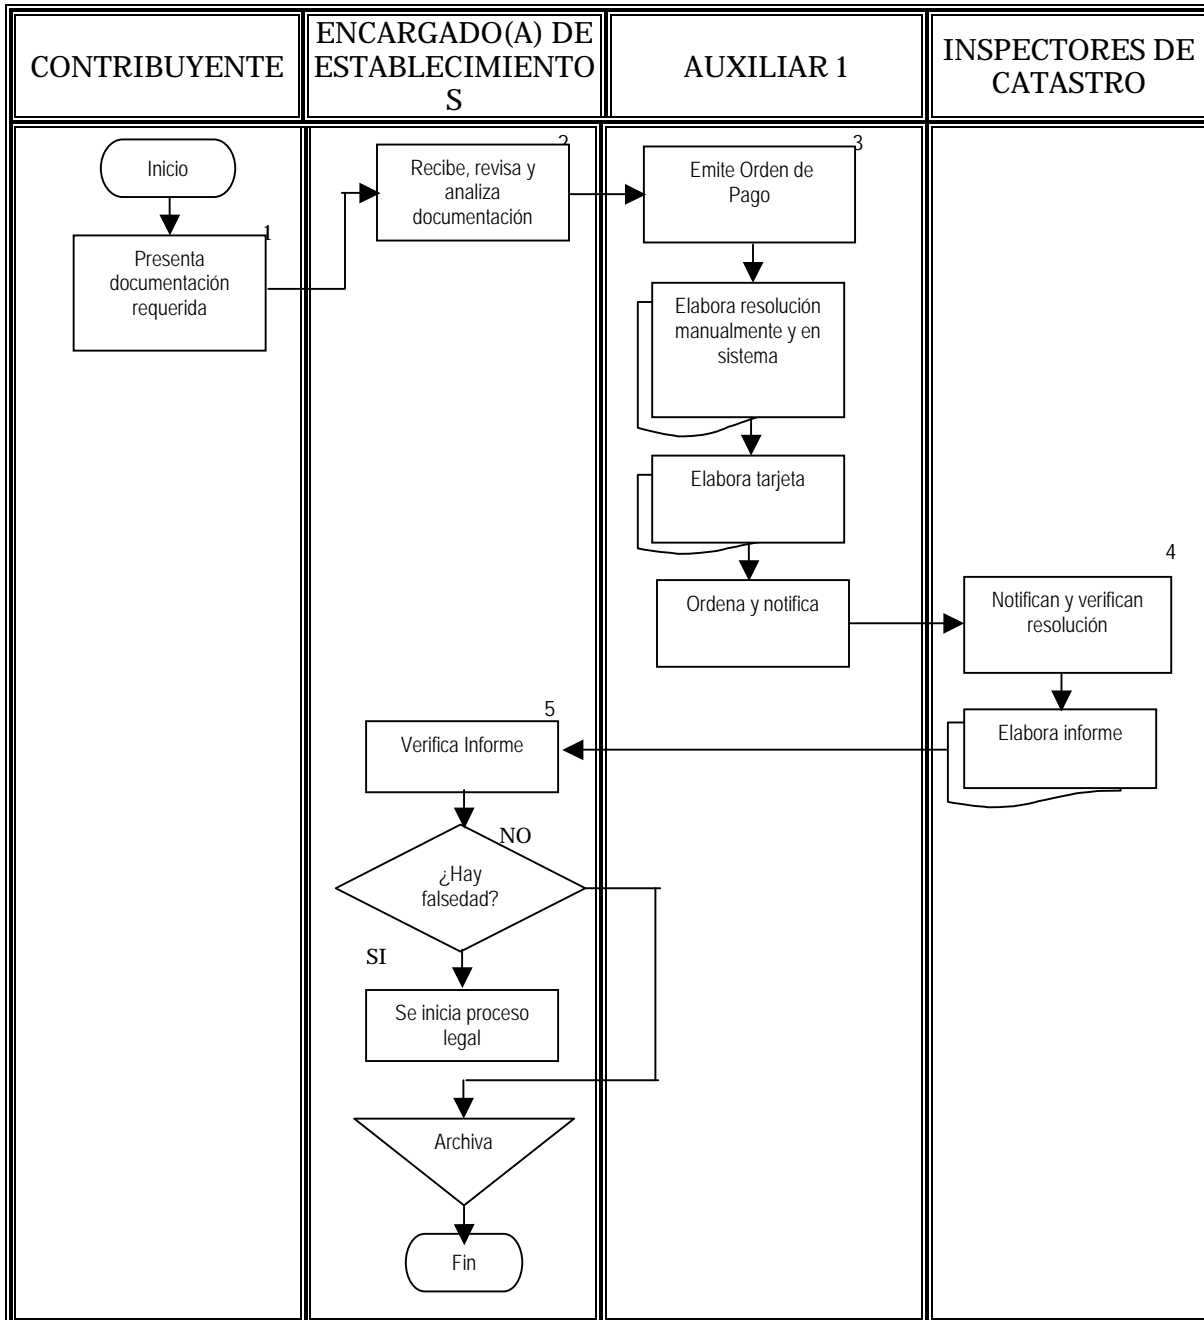 CONTRIBUYENTE
ENCARGADO(A) DE
ESTABLECIMIENTO
S
AUXILIAR 1
INSPECTORES DE
CATASTRO
Inicio
1
Presenta
documentación
requerida
2
Recibe, revisa y
analiza
documentación
3
Emite Orden de
Pago
Elabora resolución
manualmente y en
sistema
Elabora tarjeta
Ordena y notifica
4
Notifican y verifican
resolución
Elabora informe
5
Verifica Informe
NO
¿Hay
falsedad?
SI
Se inicia proceso
legal
Archiva
Fin